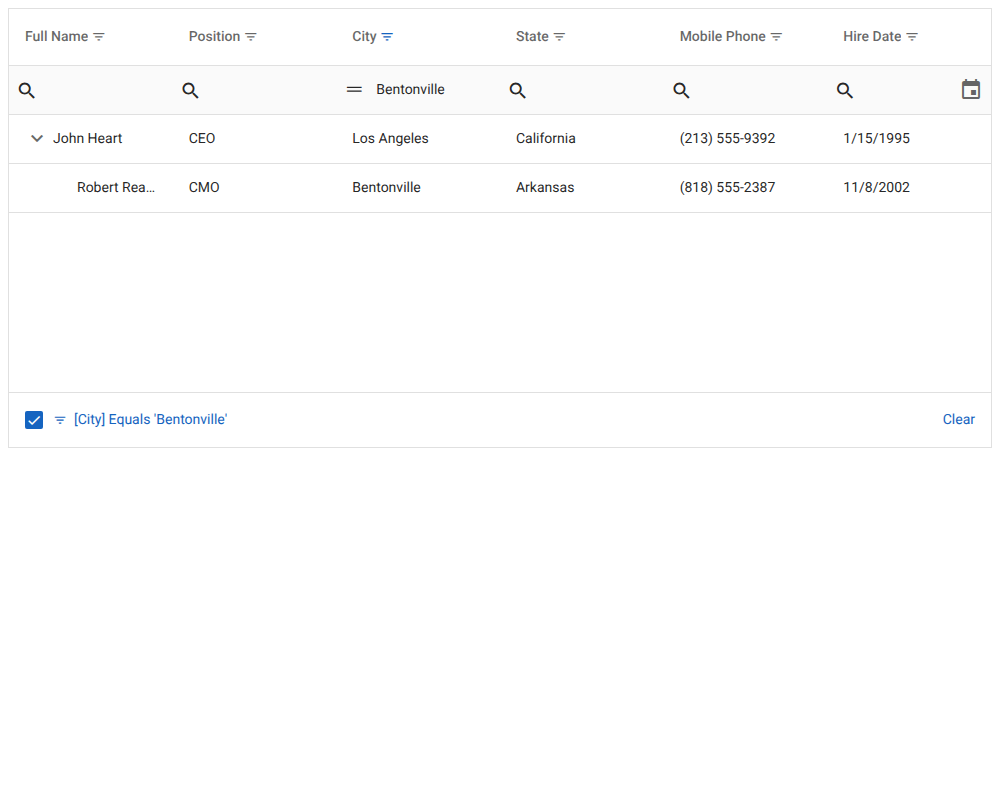 Full Name Position City State Mobile Phone Hire Date
Bentonville
John Heart CEO Los Angeles California (213) 555-9392 1/15/1995
Robert Rea... CMO Bentonville Arkansas (818) 555-2387 11/8/2002
[City] Equals 'Bentonville' Clear